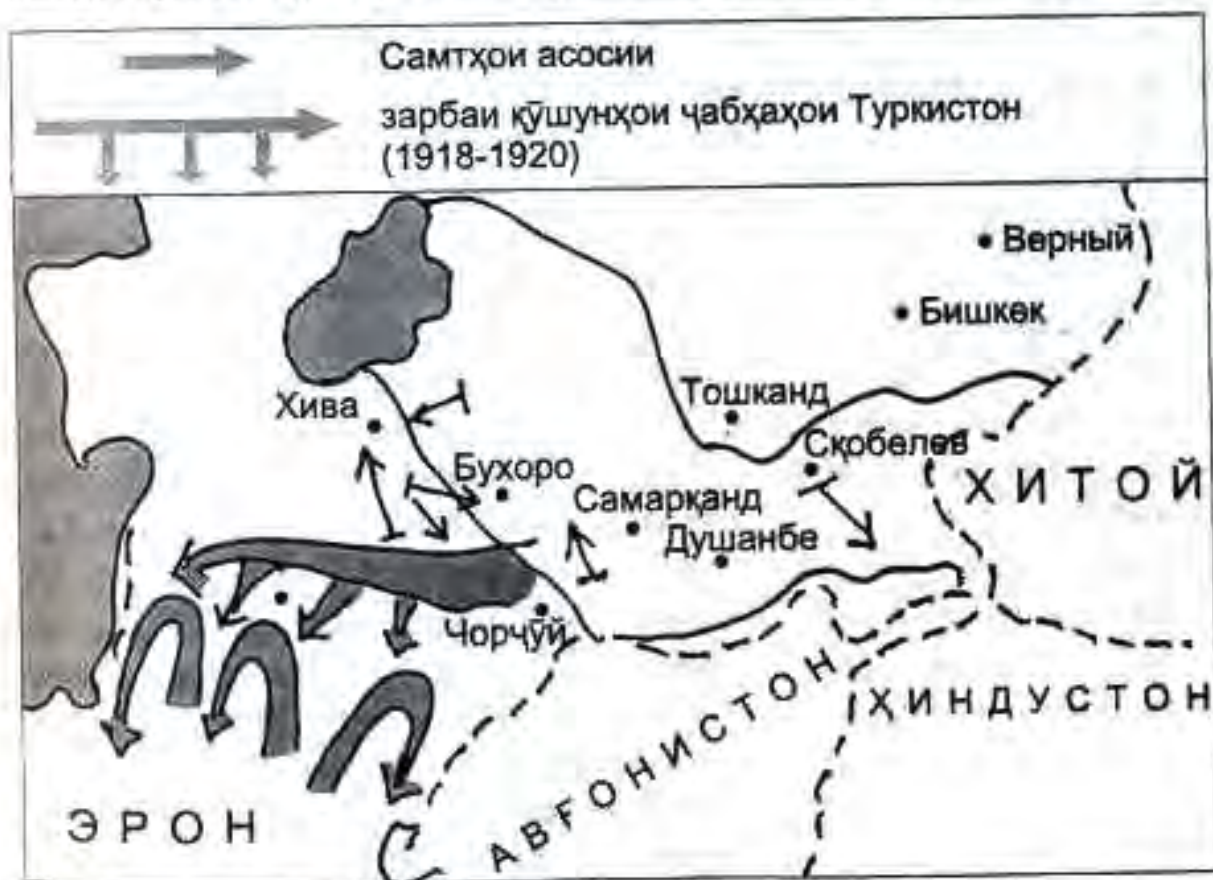 Самтҳои асосии
зарбаи қӯшунҳои ҷабҳаҳои Туркистон
(1918-1920)
Верный
Бишкек
Хива
Тошканд
Скобелев
Бухоро
ХИТОЙ
Самарқанд
Душанбе
Чорҷӯй
ҲИНДУСТОН
АВҒОНИСТОН
ЭРОН